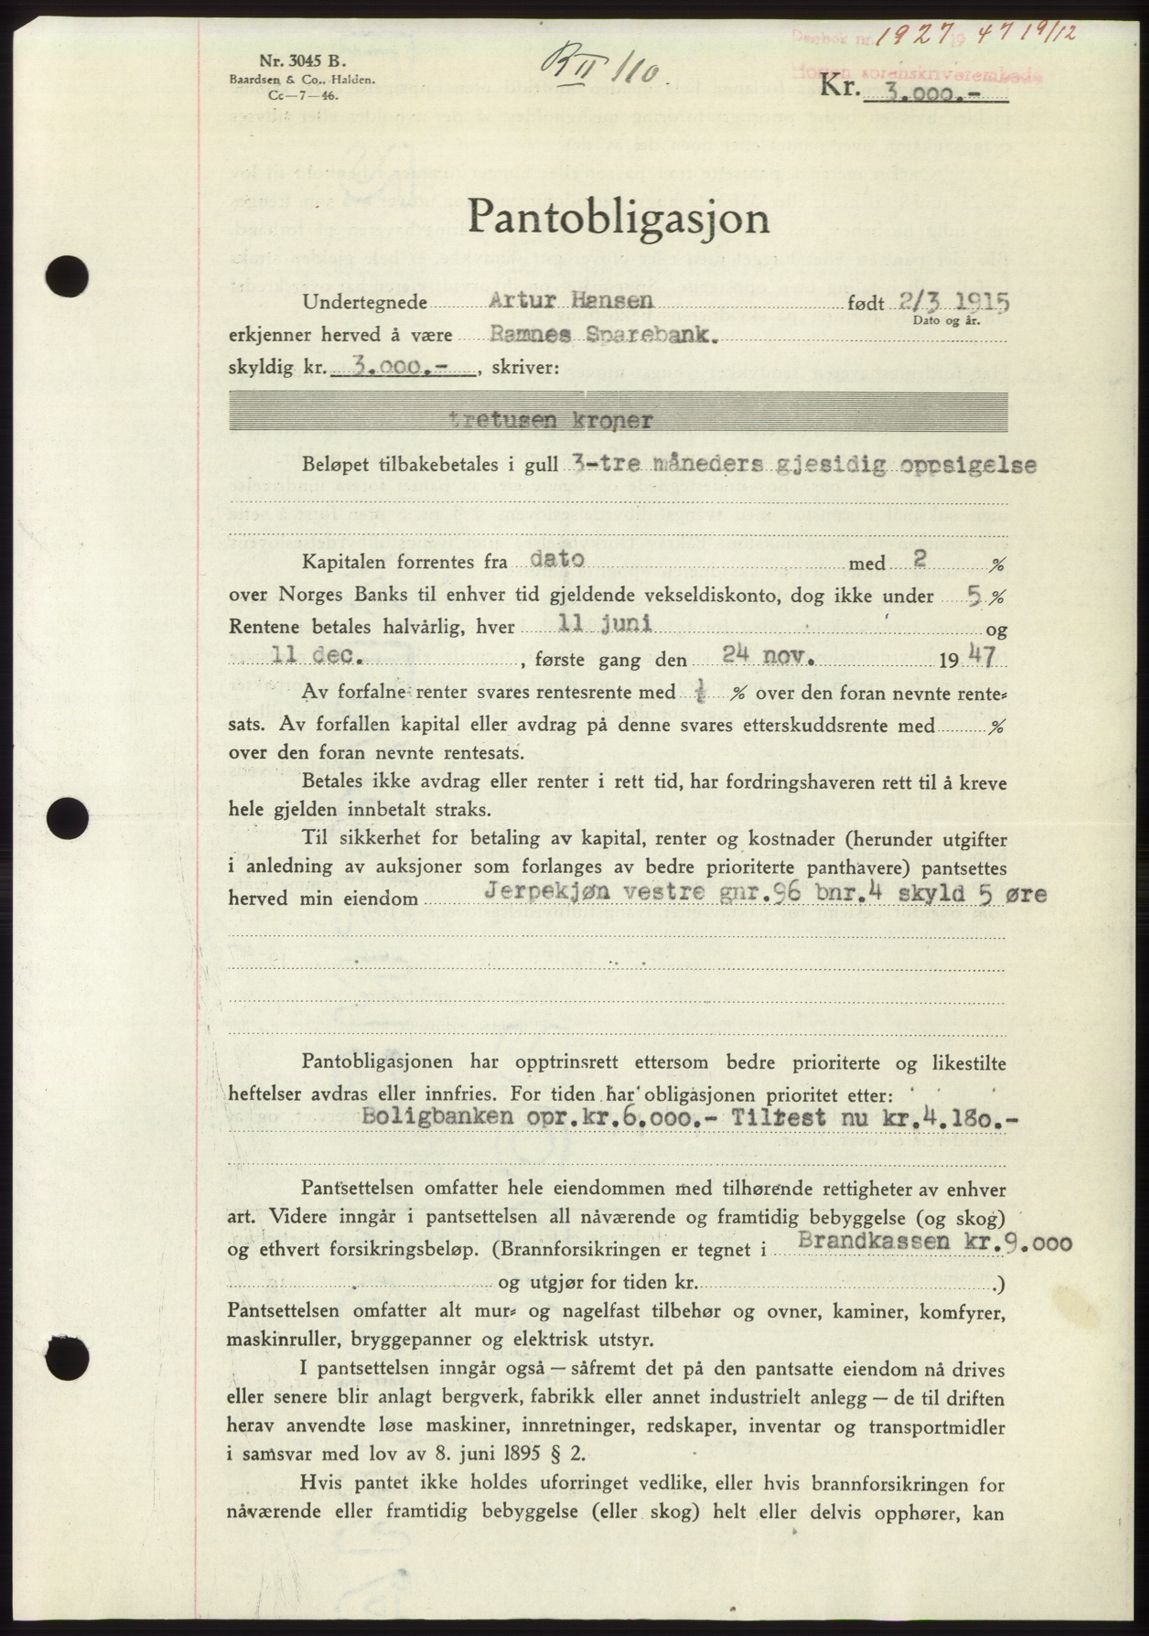 Nr. 3045 B.
Baardsen & Co., Halden.
Cc—7—46.
R II 110.
Dagbok nr. 1927 19 47 19/12
Horten sorenskriverembede
Kr. 3.000.-
Pantobligasjon
Undertegnede Artur Hansen født 2/3 1915
Dato og år.
erkjenner herved å være Ramnes Sparebank.
skyldig kr. 3.000.- , skriver:
tretusen kroner
Beløpet tilbakebetales i gull 3-tre måneders gjesidig oppsigelse
Kapitalen forrentes fra dato med 2 %
over Norges Banks til enhver tid gjeldende vekseldiskonto, dog ikke under 5 %
Rentene betales halvårlig, hver 11 juni og
11 dec. , første gang den 24 nov. 19 47
Av forfalne renter svares rentesrente med ½ % over den foran nevnte rente=
sats. Av forfallen kapital eller avdrag på denne svares etterskuddsrente med %
over den foran nevnte rentesats.
Betales ikke avdrag eller renter i rett tid, har fordringshaveren rett til å kreve
hele gjelden innbetalt straks.
Til sikkerhet for betaling av kapital, renter og kostnader (herunder utgifter
i anledning av auksjoner som forlanges av bedre prioriterte panthavere) pantsettes
herved min eiendom Jerpekjøn vestre gnr.96 bnr.4 skyld 5 øre
Pantobligasjonen har opptrinsrett ettersom bedre prioriterte og likestilte
heftelser avdras eller innfries. For tiden har obligasjonen prioritet etter:
Boligbanken opr.kr.6.000.- Tilrest nu kr.4.180.-
Pantsettelsen omfatter hele eiendommen med tilhørende rettigheter av enhver
art. Videre inngår i pantsettelsen all nåværende og framtidig bebyggelse (og skog)
og ethvert forsikringsbeløp. (Brannforsikringen er tegnet i Brandkassen kr.9.000
og utgjør for tiden kr. .)
Pantsettelsen omfatter alt mur= og nagelfast tilbehør og ovner, kaminer, komfyrer,
maskinruller, bryggepanner og elektrisk utstyr.
I pantsettelsen inngår også — såfremt det på den pantsatte eiendom nå drives
eller senere blir anlagt bergverk, fabrikk eller annet industrielt anlegg — de til driften
herav anvendte løse maskiner, innretninger, redskaper, inventar og transportmidler
i samsvar med lov av 8. juni 1895 § 2.
Hvis pantet ikke holdes uforringet vedlike, eller hvis brannforsikringen for
nåværende eller framtidig bebyggelse (eller skog) helt eller delvis opphører, kan